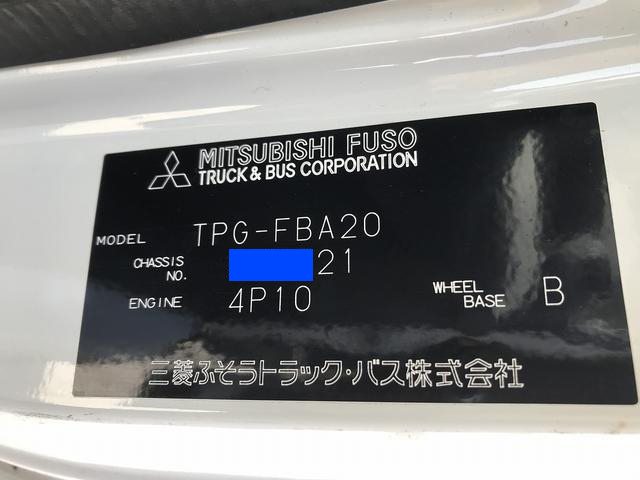 MITSUBISHI FUSO
TRUCK & BUS CORPORATION
MODEL TPG-FBA20
CHASSIS NO. 21
ENGINE 4P10
WHEEL BASE B
三菱ふそうトラック・バス株式会社